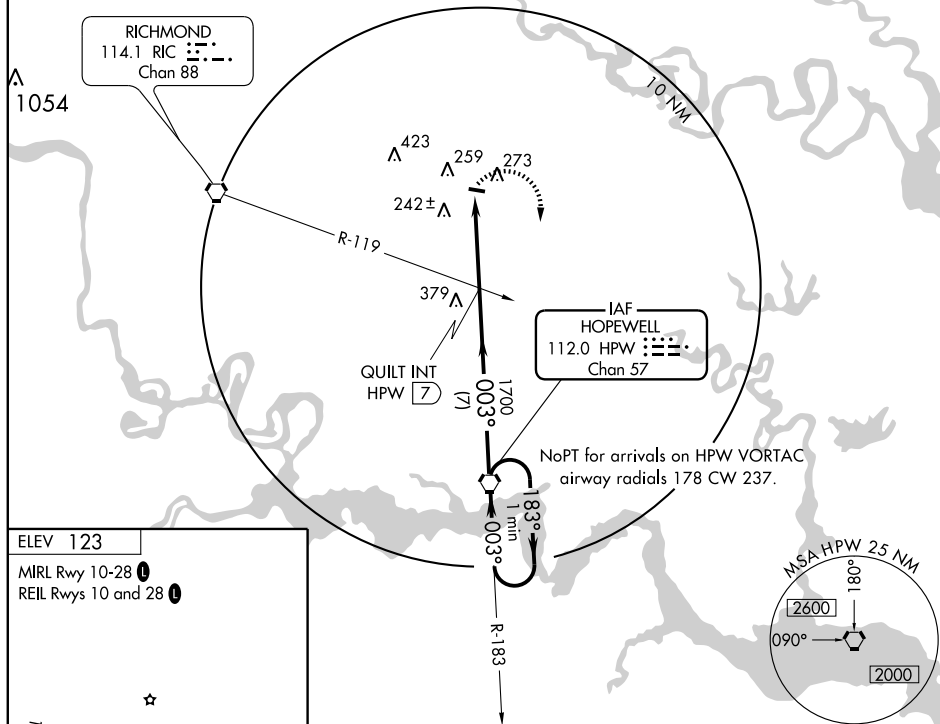 RICHMOND
114.1 RIC
Chan 88
1054
10 NM
423
259
273
242±
R-119
379
IAF
HOPEWELL
112.0 HPW
Chan 57
QUILT INT
HPW 7
1700
003°
(7)
NoPT for arrivals on HPW VORTAC
airway radials 178 CW 237.
183°
1 min
003°
R-183
ELEV 123
MIRL Rwy 10-28 L
REIL Rwys 10 and 28 L
MSA HPW 25 NM
180°
2600
090°
2000